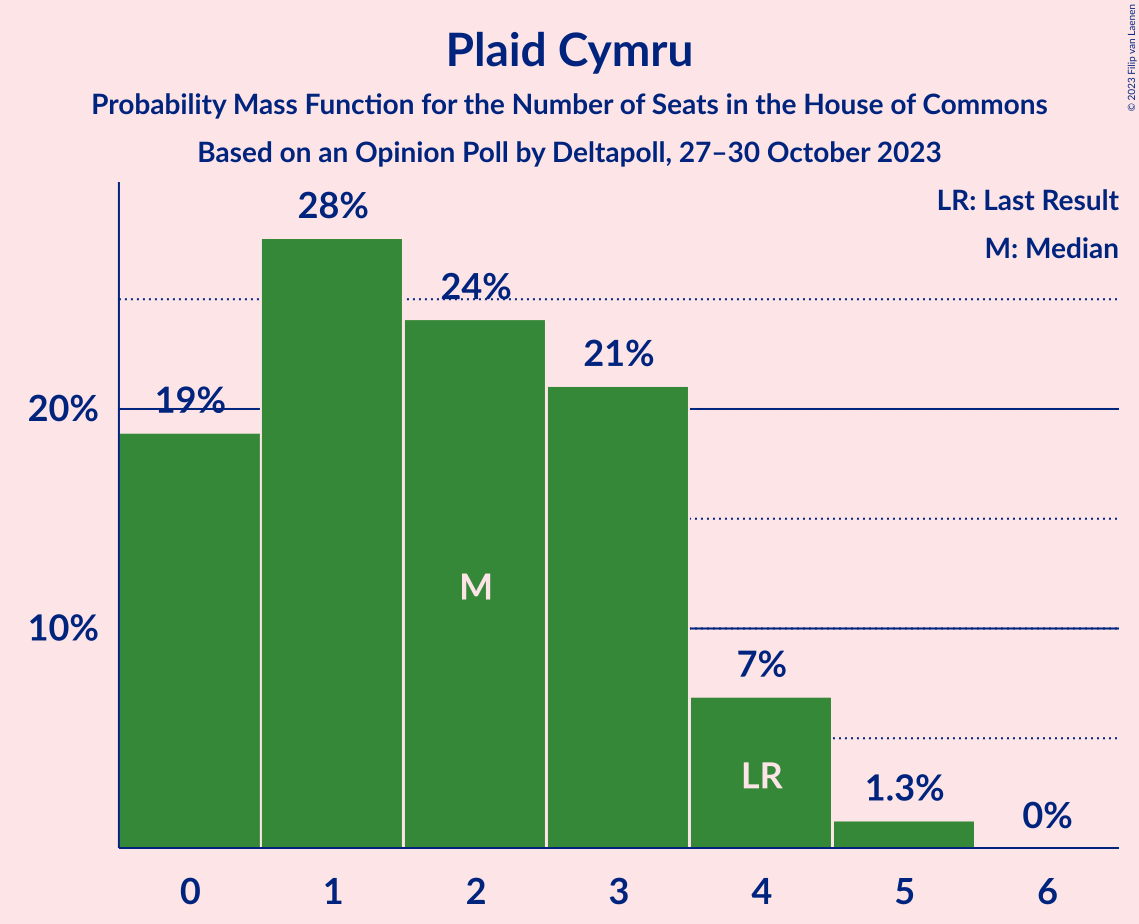 Plaid Cymru
Probability Mass Function for the Number of Seats in the House of Commons
Based on an Opinion Poll by Deltapoll, 27–30 October 2023
© 2023 Filip van Laenen
LR: Last Result
M: Median
28%
24%
21%
19%
7%
1.3%
0%
20%
10%
M
LR
0 1 2 3 4 5 6